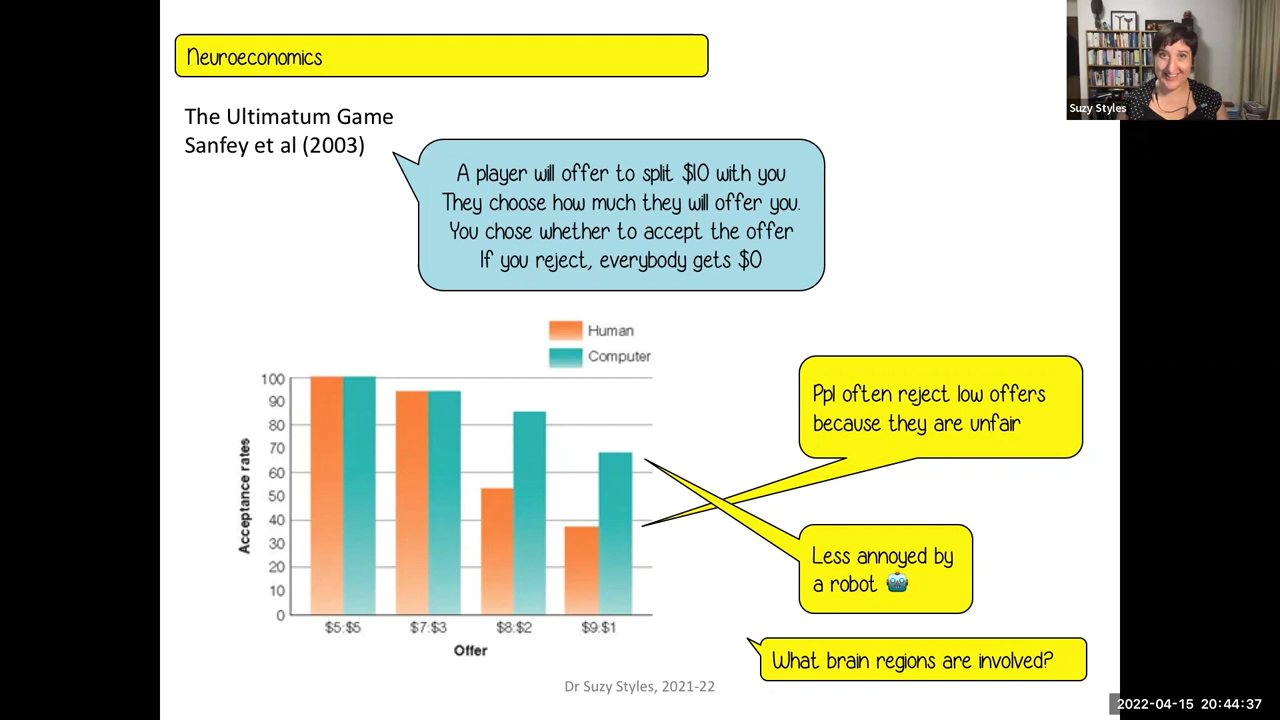 Neuroeconomics
Suzy Styles
The Ultimatum Game
Sanfey et al (2003)
A player will offer to split $10 with you
They choose how much they will offer you.
You chose whether to accept the offer
If you reject, everybody gets $0
Human
Computer
100
90
80
70
60
50
40
30
20
10
0
Acceptance rates
$5:$5
$7:$3
$8:$2
$9:$1
Offer
Ppl often reject low offers
because they are unfair
Less annoyed by
a robot 🤖
What brain regions are involved?
Dr Suzy Styles, 2021-22
2022-04-15 20:44:37